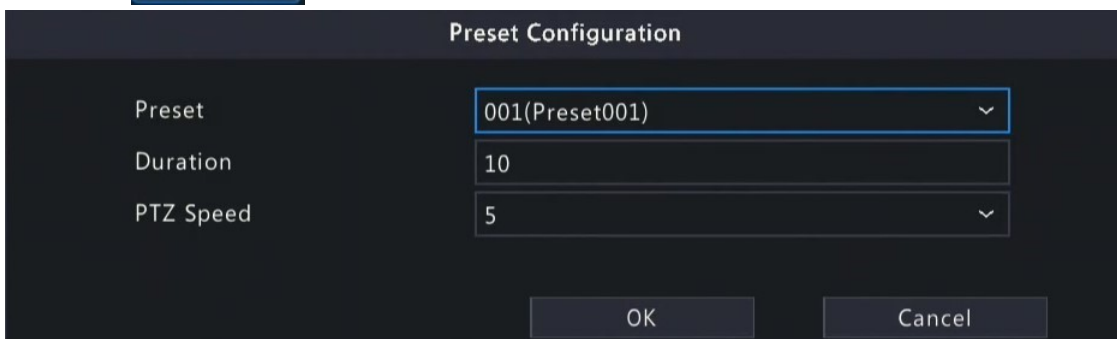 Preset Configuration
Preset 001(Preset001)
Duration 10
PTZ Speed 5
OK Cancel